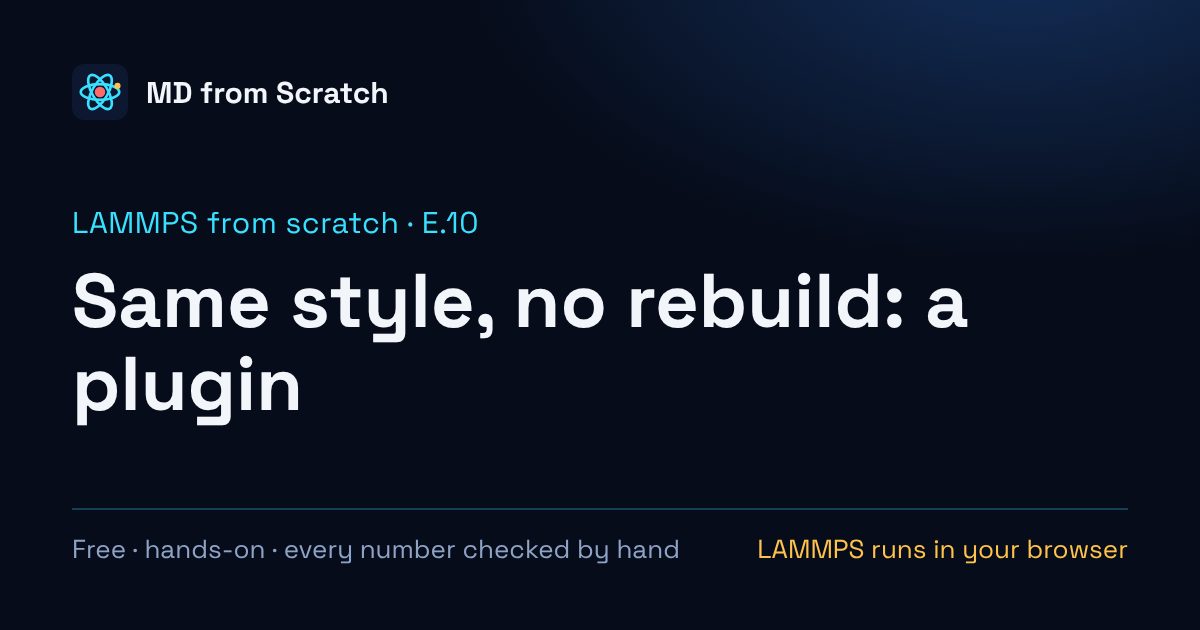 MD from Scratch
LAMMPS from scratch · E.10
Same style, no rebuild: a
plugin
Free · hands-on · every number checked by hand
LAMMPS runs in your browser